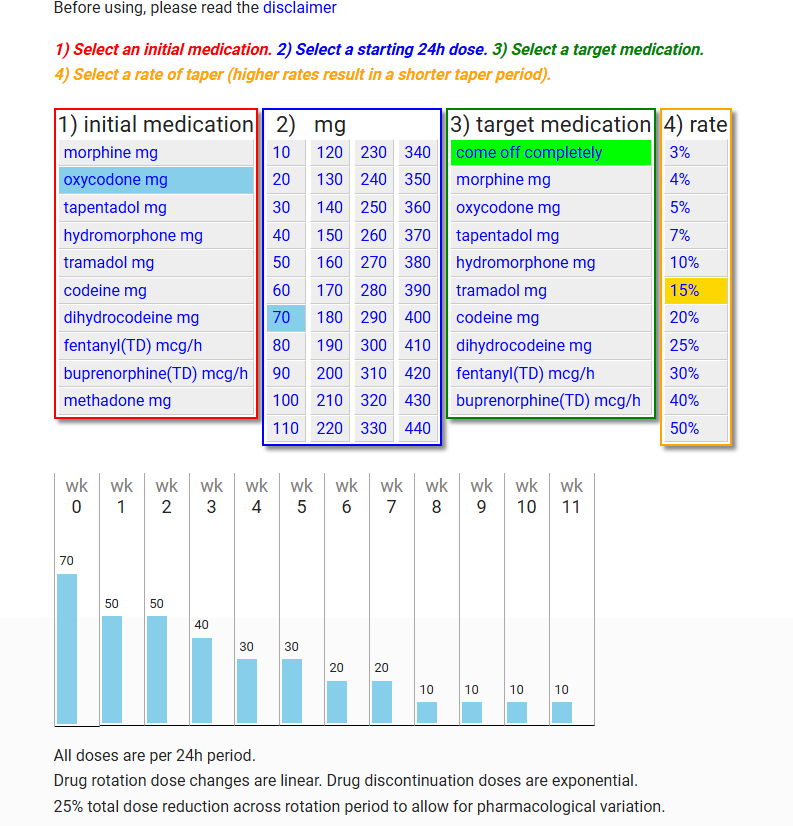 Before using, please read the disclaimer
1) Select an initial medication. 2) Select a starting 24h dose. 3) Select a target medication.
4) Select a rate of taper (higher rates result in a shorter taper period).
1) initial medication 2) mg 3) target medication 4) rate
morphine mg 10 120 230 340 come off completely 3%
oxycodone mg 20 130 240 350 morphine mg 4%
tapentadol mg 30 140 250 360 oxycodone mg 5%
hydromorphone mg 40 150 260 370 tapentadol mg 7%
tramadol mg 50 160 270 380 hydromorphone mg 10%
codeine mg 60 170 280 390 tramadol mg 15%
dihydrocodeine mg 70 180 290 400 codeine mg 20%
fentanyl(TD) mcg/h 80 190 300 410 dihydrocodeine mg 25%
buprenorphine(TD) mcg/h 90 200 310 420 fentanyl(TD) mcg/h 30%
methadone mg 100 210 320 430 buprenorphine(TD) mcg/h 40%
110 220 330 440 50%
wk wk wk wk wk wk wk wk wk wk wk wk
0 1 2 3 4 5 6 7 8 9 10 11
70
50 50
40
30 30
20 20
10 10 10 10
All doses are per 24h period.
Drug rotation dose changes are linear. Drug discontinuation doses are exponential.
25% total dose reduction across rotation period to allow for pharmacological variation.